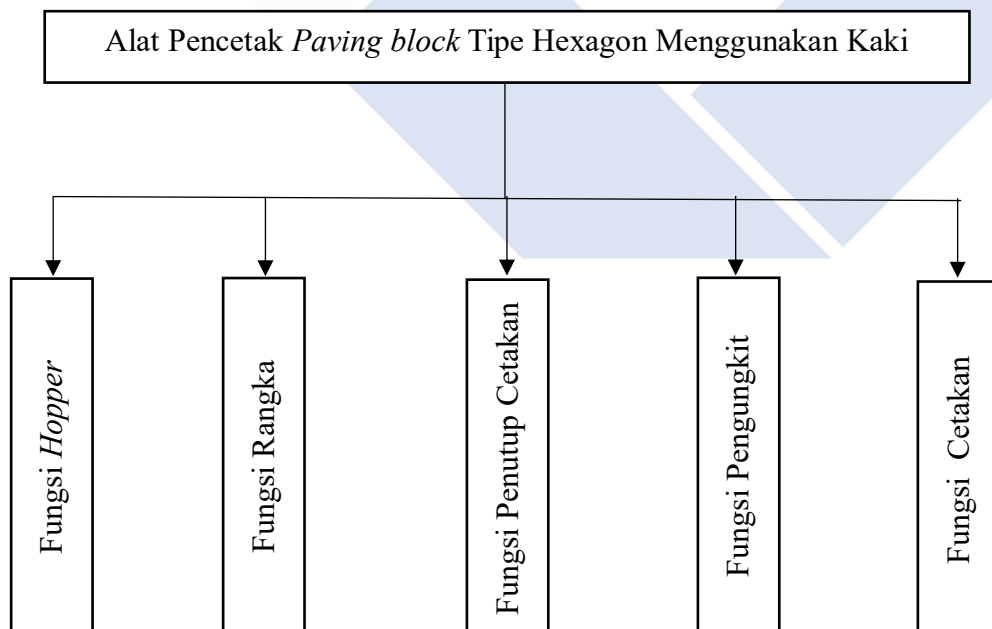 Alat Pencetak Paving block Tipe Hexagon Menggunakan Kaki
Fungsi Hopper
Fungsi Rangka
Fungsi Penutup Cetakan
Fungsi Pengungkit
Fungsi Cetakan